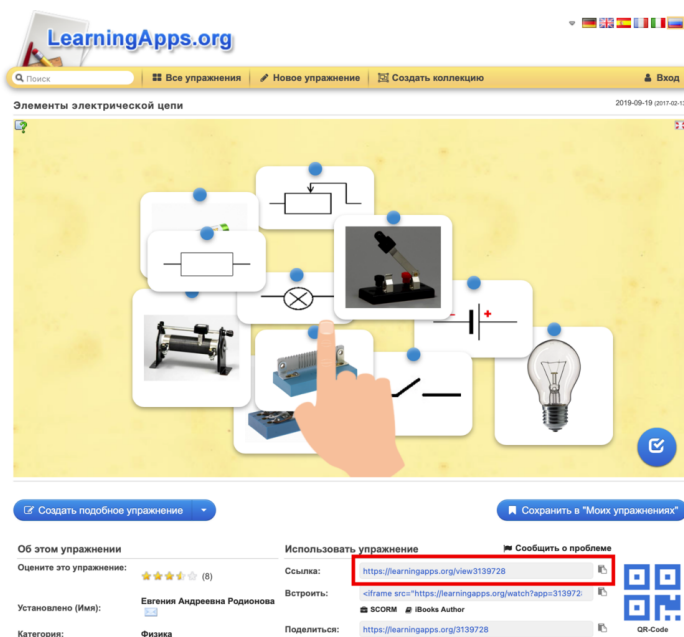 LearningApps.org
Поиск
Все упражнения
Новое упражнение
Создать коллекцию
Вход
Элементы электрической цепи
2019-09-19 (2017-02-13
- +
Создать подобное упражнение
Сохранить в "Моих упражнениях"
Об этом упражнении
Использовать упражнение
Сообщить о проблеме
Оцените это упражнение:
(8)
Ссылка:
https://learningapps.org/view3139728
Встроить:
<iframe src="https://learningapps.org/watch?app=313972
SCORM
iBooks Author
Установлено (Имя):
Евгения Андреевна Родионова
Поделиться:
https://learningapps.org/3139728
QR-Code
Категория:
Физика